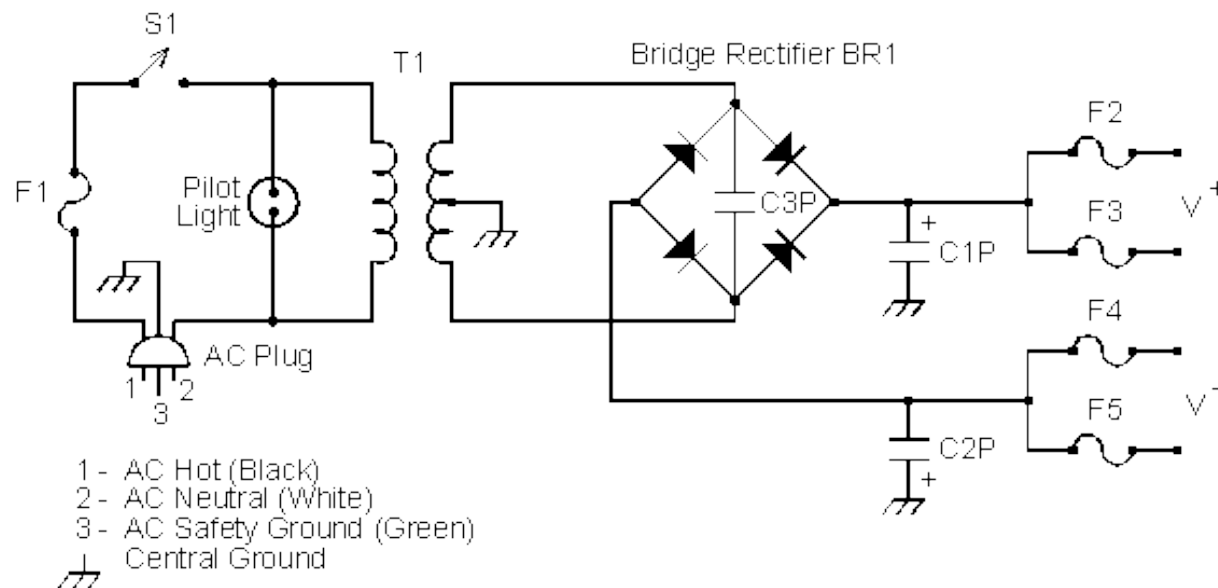 S1
T1
Bridge Rectifier BR1
F2
F1
Pilot
Light
C3P
+
V+
F3
C1P
F4
AC Plug
1
2
3
V-
F5
C2P
+
1 - AC Hot (Black)
2 - AC Neutral (White)
3 - AC Safety Ground (Green)
Central Ground